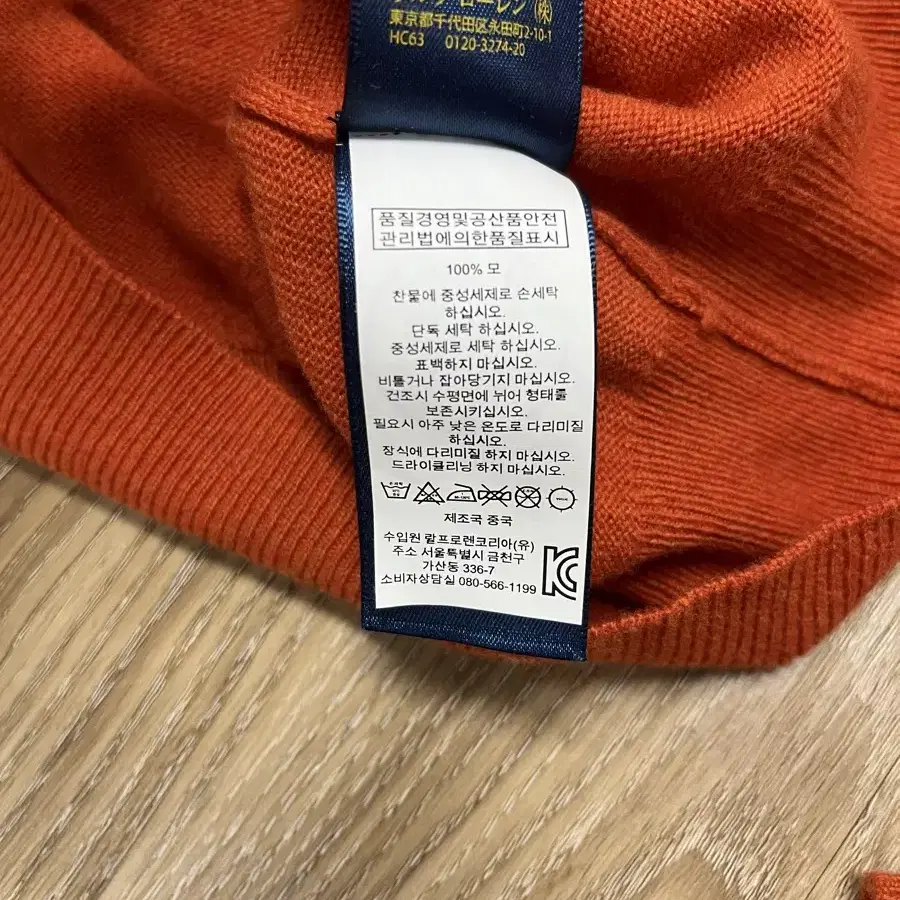 ローレン㈱
東京都千代田区永田町2-10-1
HC63 0120-3274-20
품질경영및공산품안전
관리법에의한품질표시
100% 모
찬물에 중성세제로 손세탁
하십시오.
단독 세탁 하십시오.
중성세제로 세탁 하십시오.
표백하지 마십시오.
비틀거나 잡아당기지 마십시오.
건조시 수평면에 뉘어 형태를
보존시키십시오.
필요시 아주 낮은 온도로 다리미질
하십시오.
장식에 다리미질 하지 마십시오.
드라이클리닝 하지 마십시오.
제조국 중국
수입원 랄프로렌코리아(유)
주소 서울특별시 금천구
가산동 336-7
소비자상담실 080-566-1199